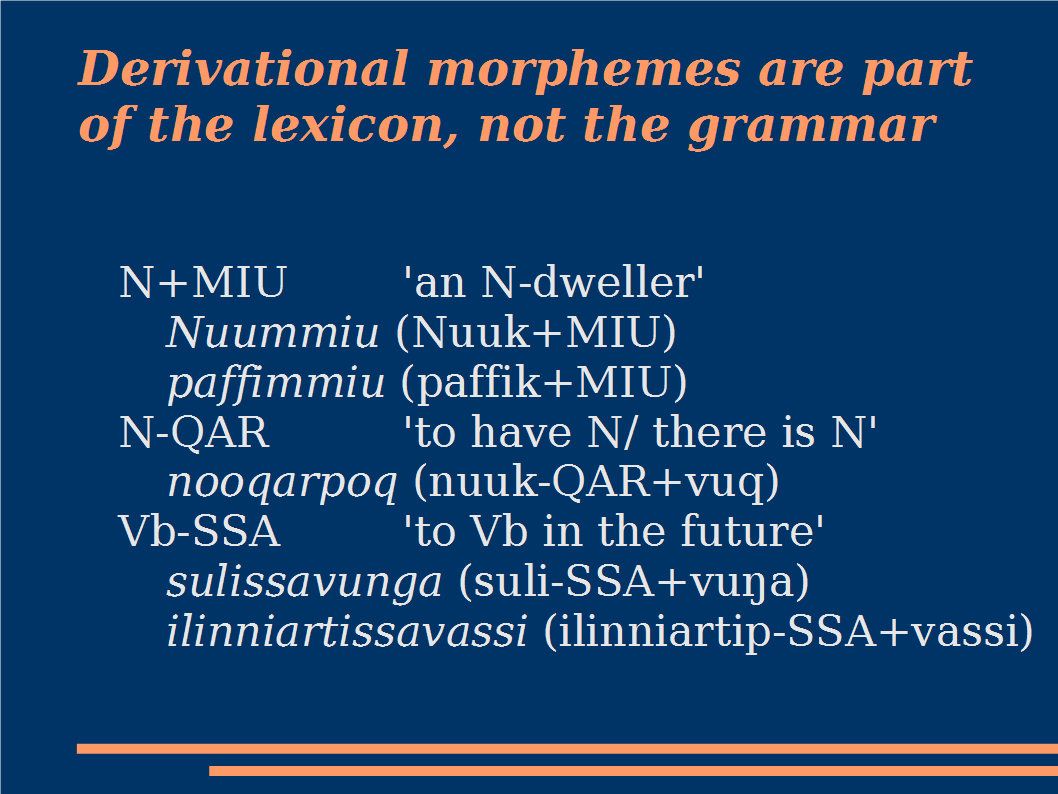 Derivational morphemes are part
of the lexicon, not the grammar
N+MIU 'an N-dweller'
Nuummiu (Nuuk+MIU)
paffimmiu (paffik+MIU)
N-QAR 'to have N/ there is N'
nooqarpoq (nuuk-QAR+vuq)
Vb-SSA 'to Vb in the future'
sulissavunga (suli-SSA+vuŋa)
ilinniartissavassi (ilinniartip-SSA+vassi)